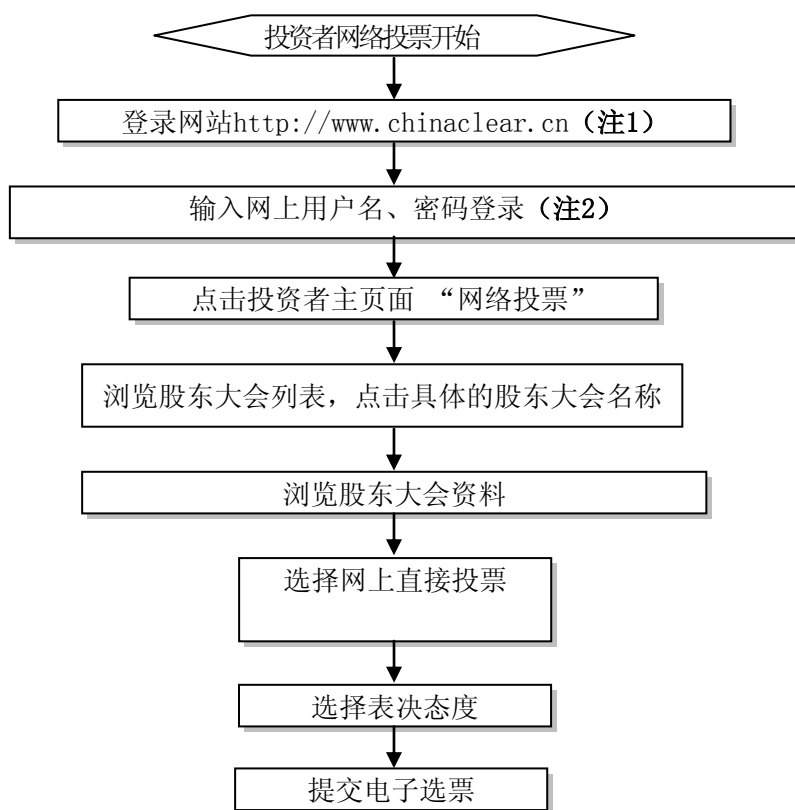 投资者网络投票开始
登录网站http://www.chinaclear.cn（注1）
输入网上用户名、密码登录（注2）
点击投资者主页面 “网络投票”
浏览股东大会列表，点击具体的股东大会名称
浏览股东大会资料
选择网上直接投票
选择表决态度
提交电子选票